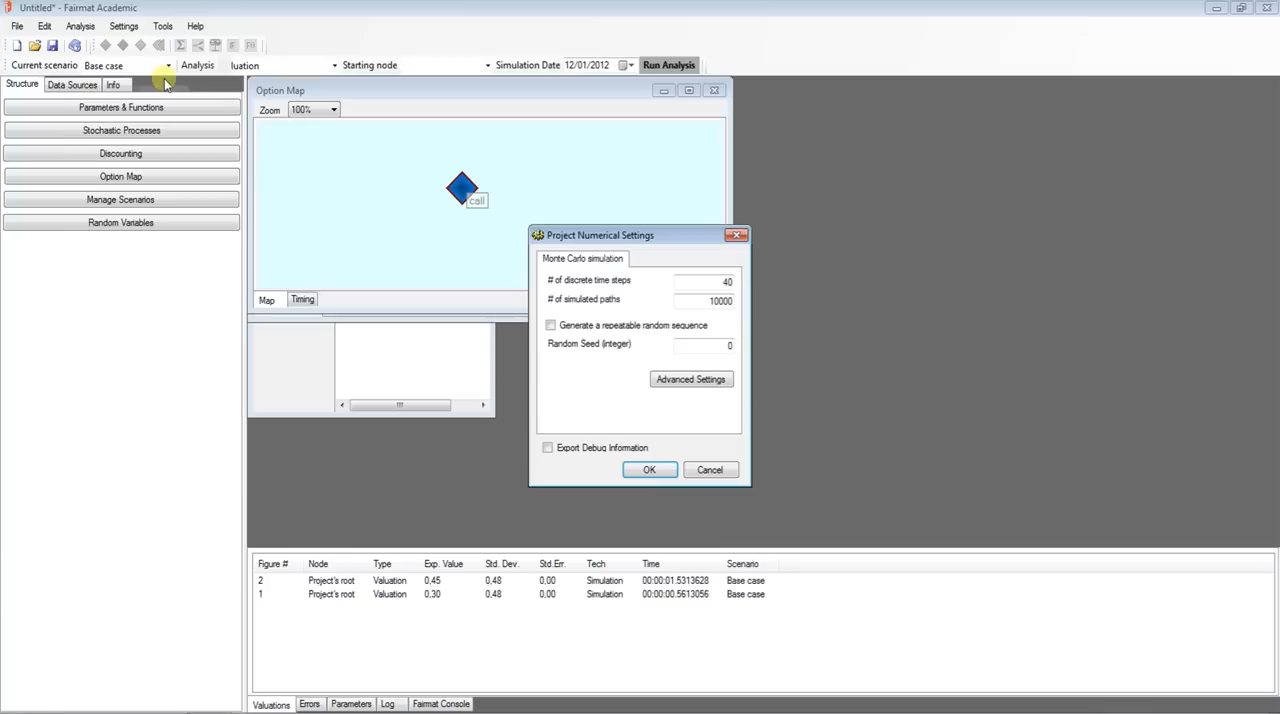 Untitled* - Fairmat Academic
File Edit Analysis Settings Tools Help
Current scenario Base case Analysis luation Starting node Simulation Date 12/01/2012 Run Analysis
Structure Data Sources Info
Parameters & Functions
Stochastic Processes
Discounting
Option Map
Manage Scenarios
Random Variables
Option Map
Zoom 100%
call
Map Timing
Project Numerical Settings
Monte Carlo simulation
# of discrete time steps 40
# of simulated paths 10000
Generate a repeatable random sequence
Random Seed (integer) 0
Advanced Settings
Export Debug Information
OK Cancel
Figure # Node Type Exp. Value Std. Dev. Std.Err. Tech Time Scenario
2 Project's root Valuation 0,45 0,48 0,00 Simulation 00:00:01.5313628 Base case
1 Project's root Valuation 0,30 0,48 0,00 Simulation 00:00:00.5613056 Base case
Valuations Errors Parameters Log Fairmat Console